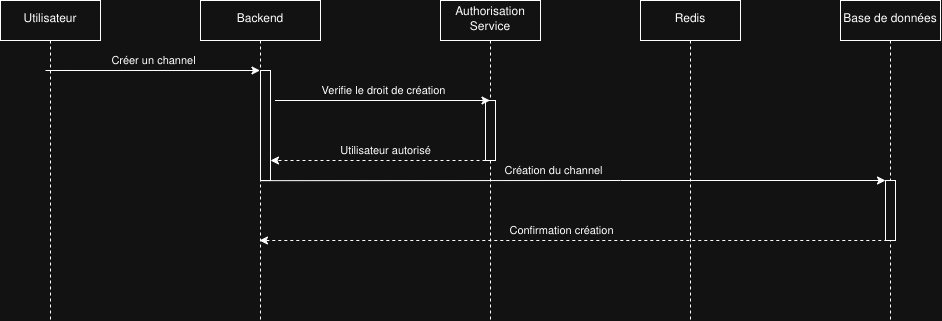 Utilisateur
Backend
Authorisation
Service
Redis
Base de données
Créer un channel
Verifie le droit de création
Utilisateur autorisé
Création du channel
Confirmation création